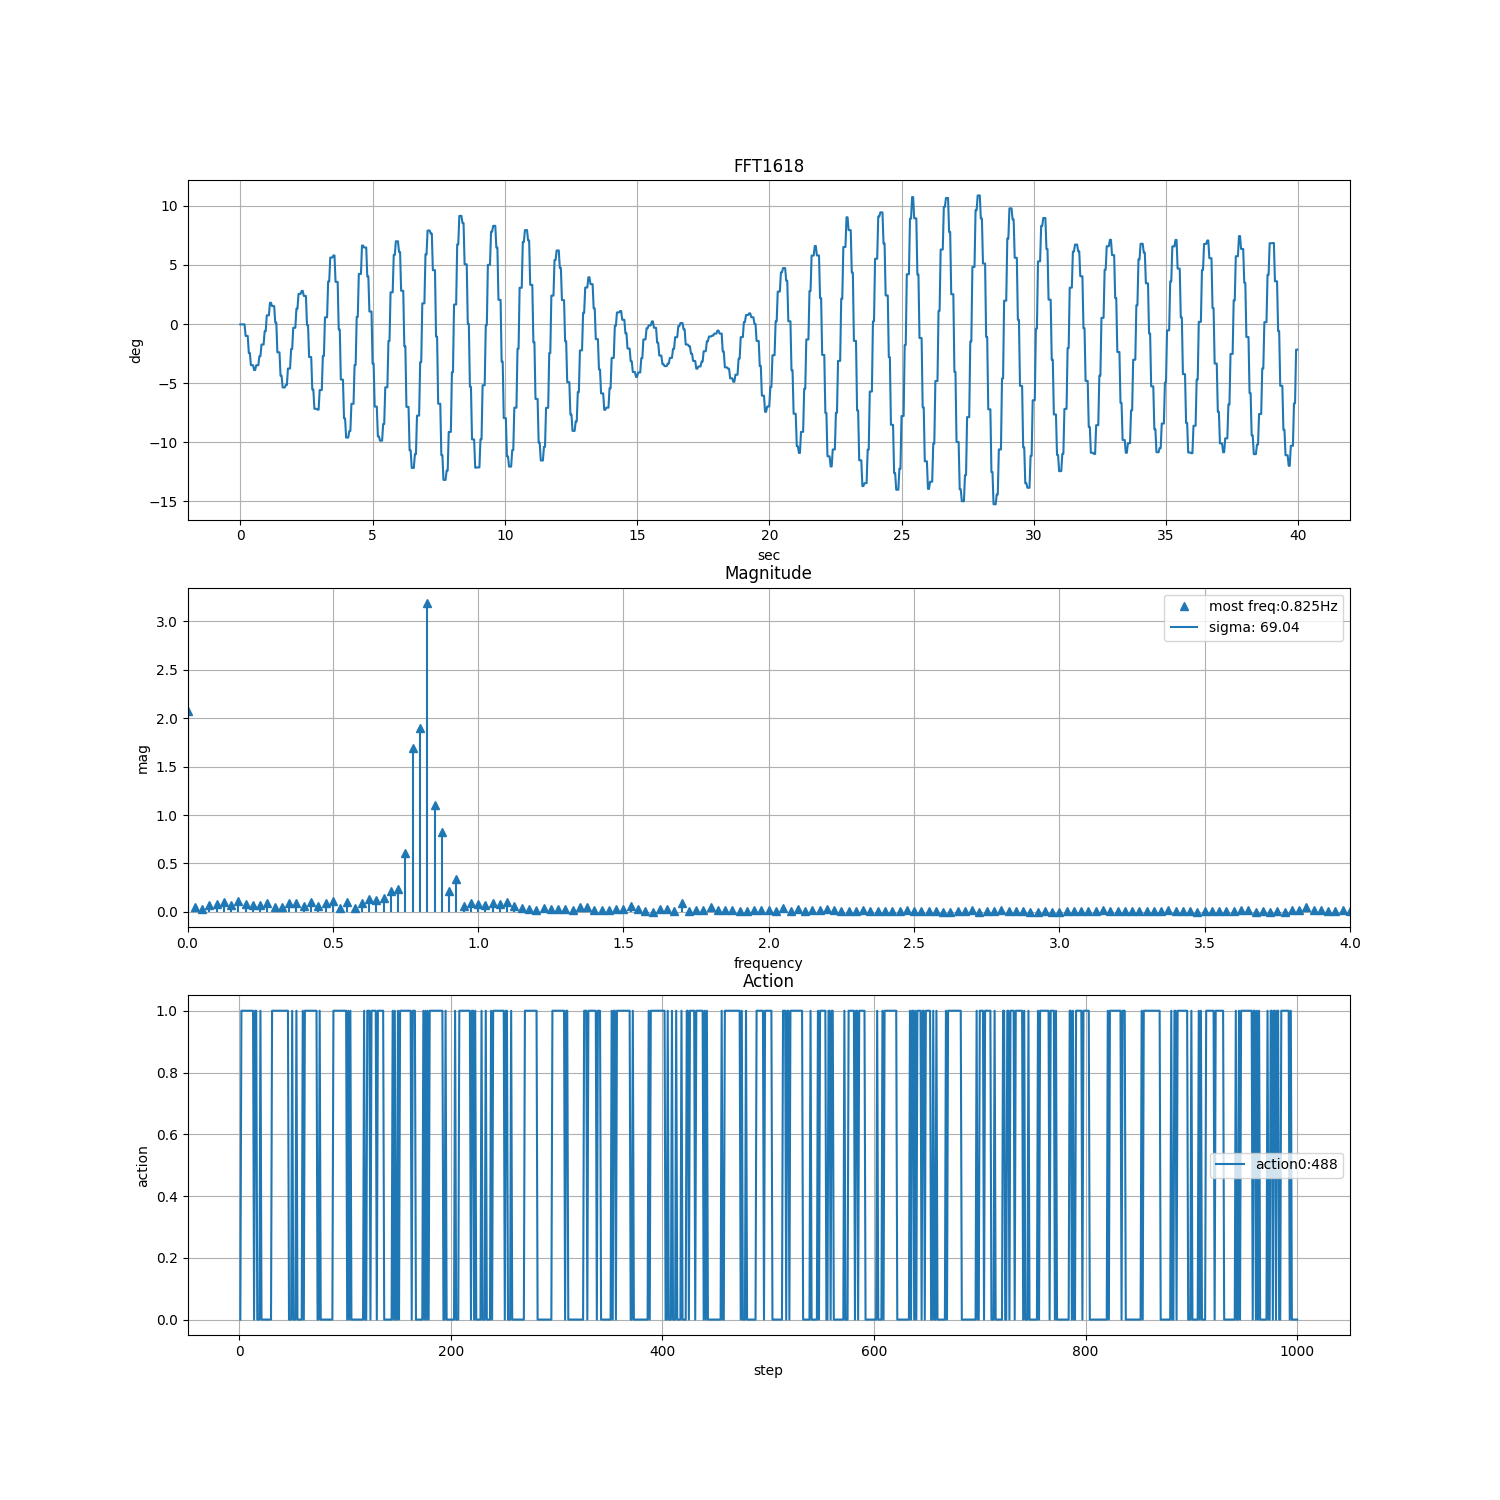 FFT1618
10
5
0
−5
−10
−15
deg
0 5 10 15 20 25 30 35 40
sec
Magnitude
3.0
2.5
2.0
1.5
1.0
0.5
0.0
mag
most freq:0.825Hz
sigma: 69.04
0.0 0.5 1.0 1.5 2.0 2.5 3.0 3.5 4.0
frequency
Action
1.0
0.8
0.6
0.4
0.2
0.0
action
action0:488
0 200 400 600 800 1000
step